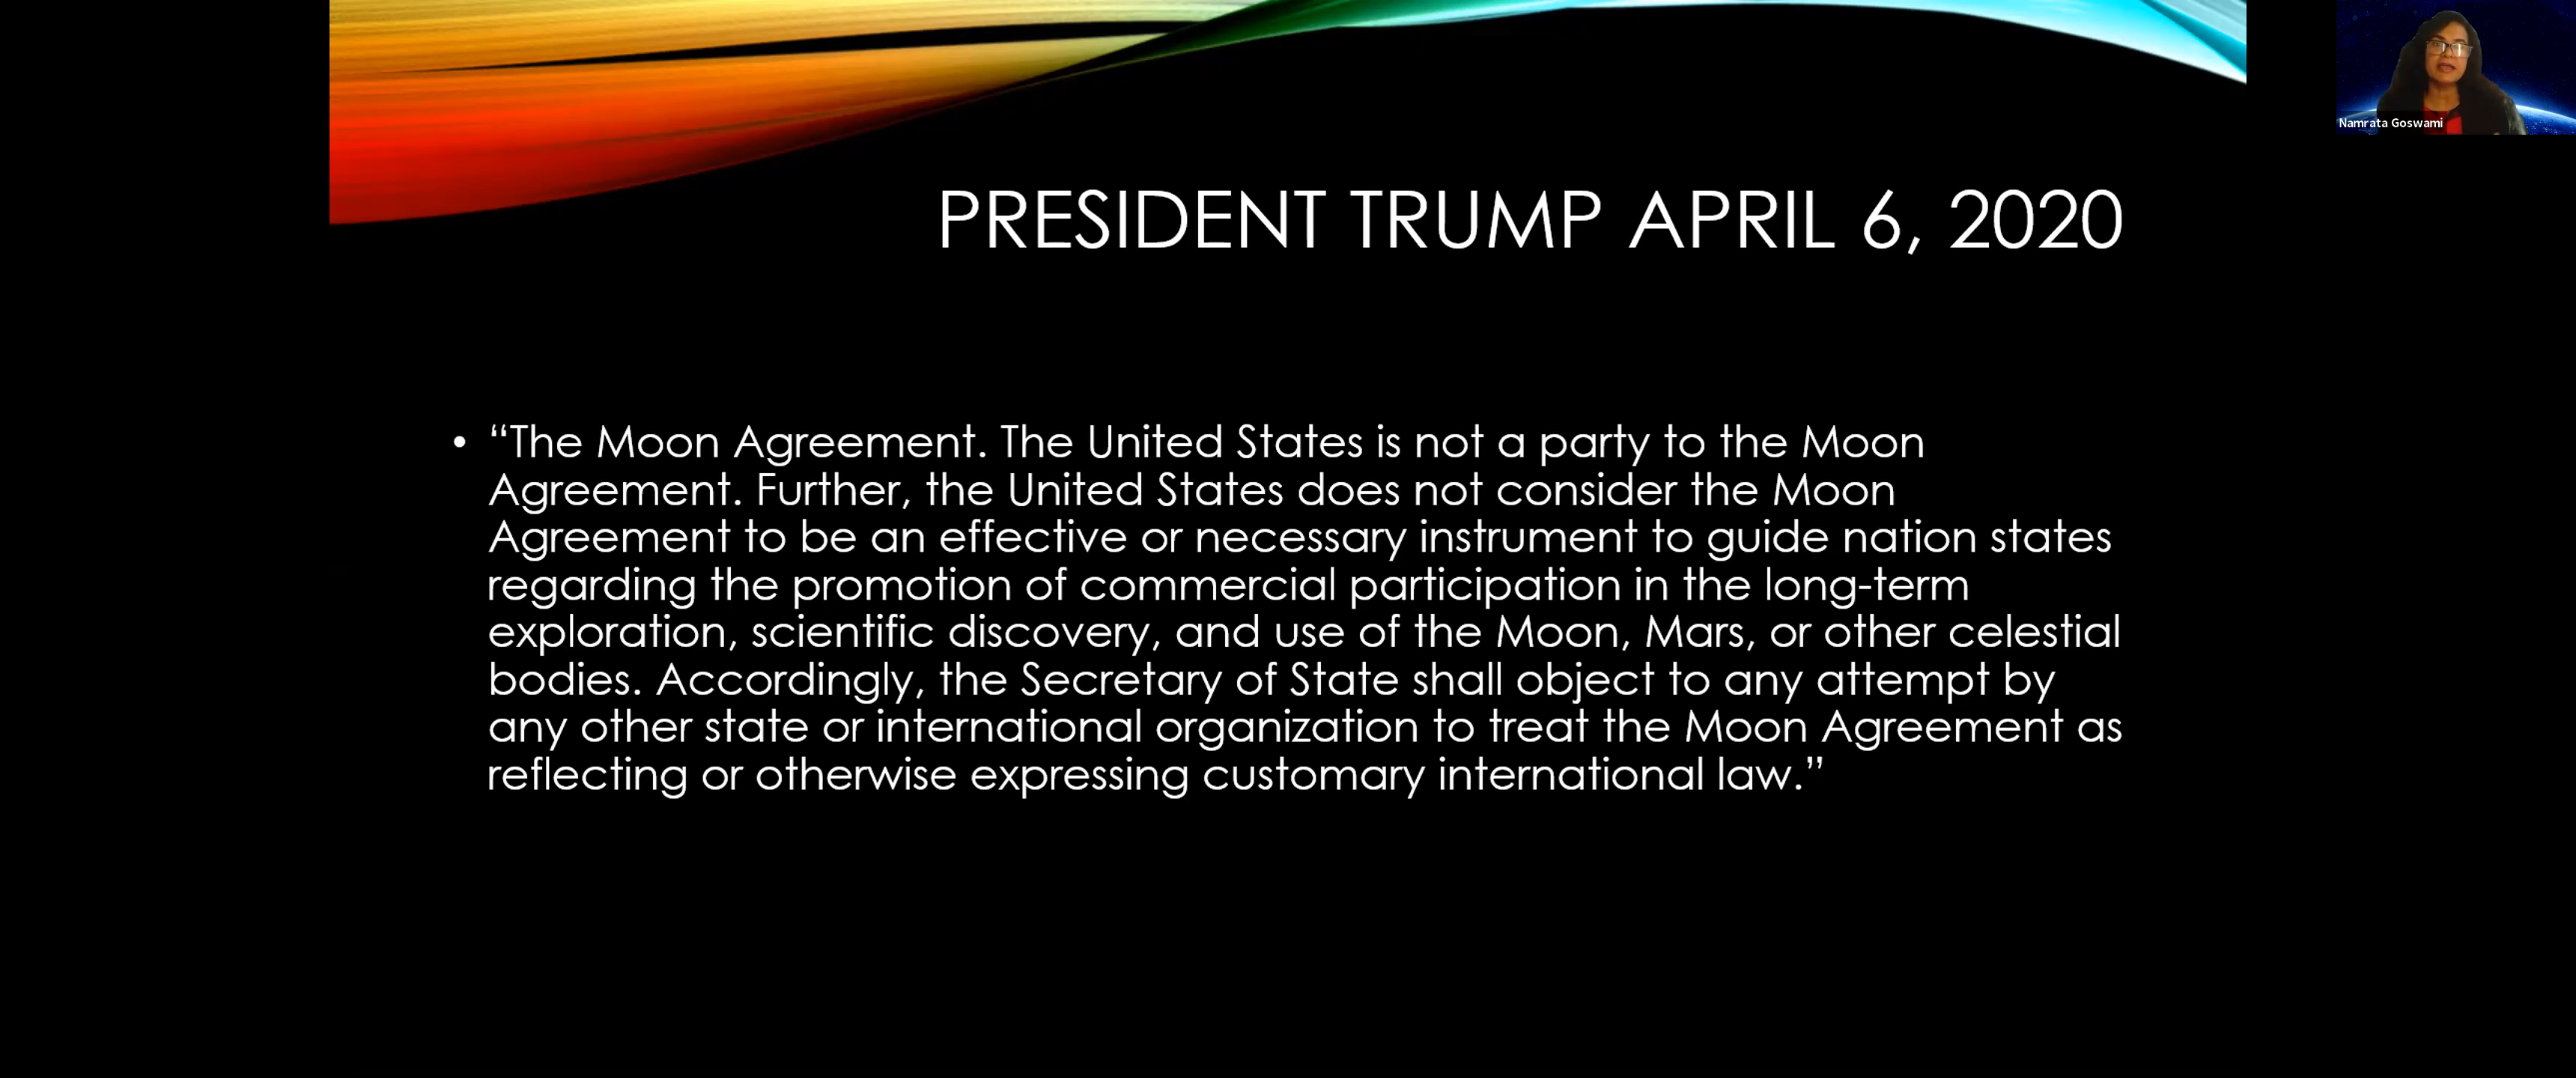 Namrata Goswami
PRESIDENT TRUMP APRIL 6, 2020
• “The Moon Agreement. The United States is not a party to the Moon
Agreement. Further, the United States does not consider the Moon
Agreement to be an effective or necessary instrument to guide nation states
regarding the promotion of commercial participation in the long-term
exploration, scientific discovery, and use of the Moon, Mars, or other celestial
bodies. Accordingly, the Secretary of State shall object to any attempt by
any other state or international organization to treat the Moon Agreement as
reflecting or otherwise expressing customary international law.”